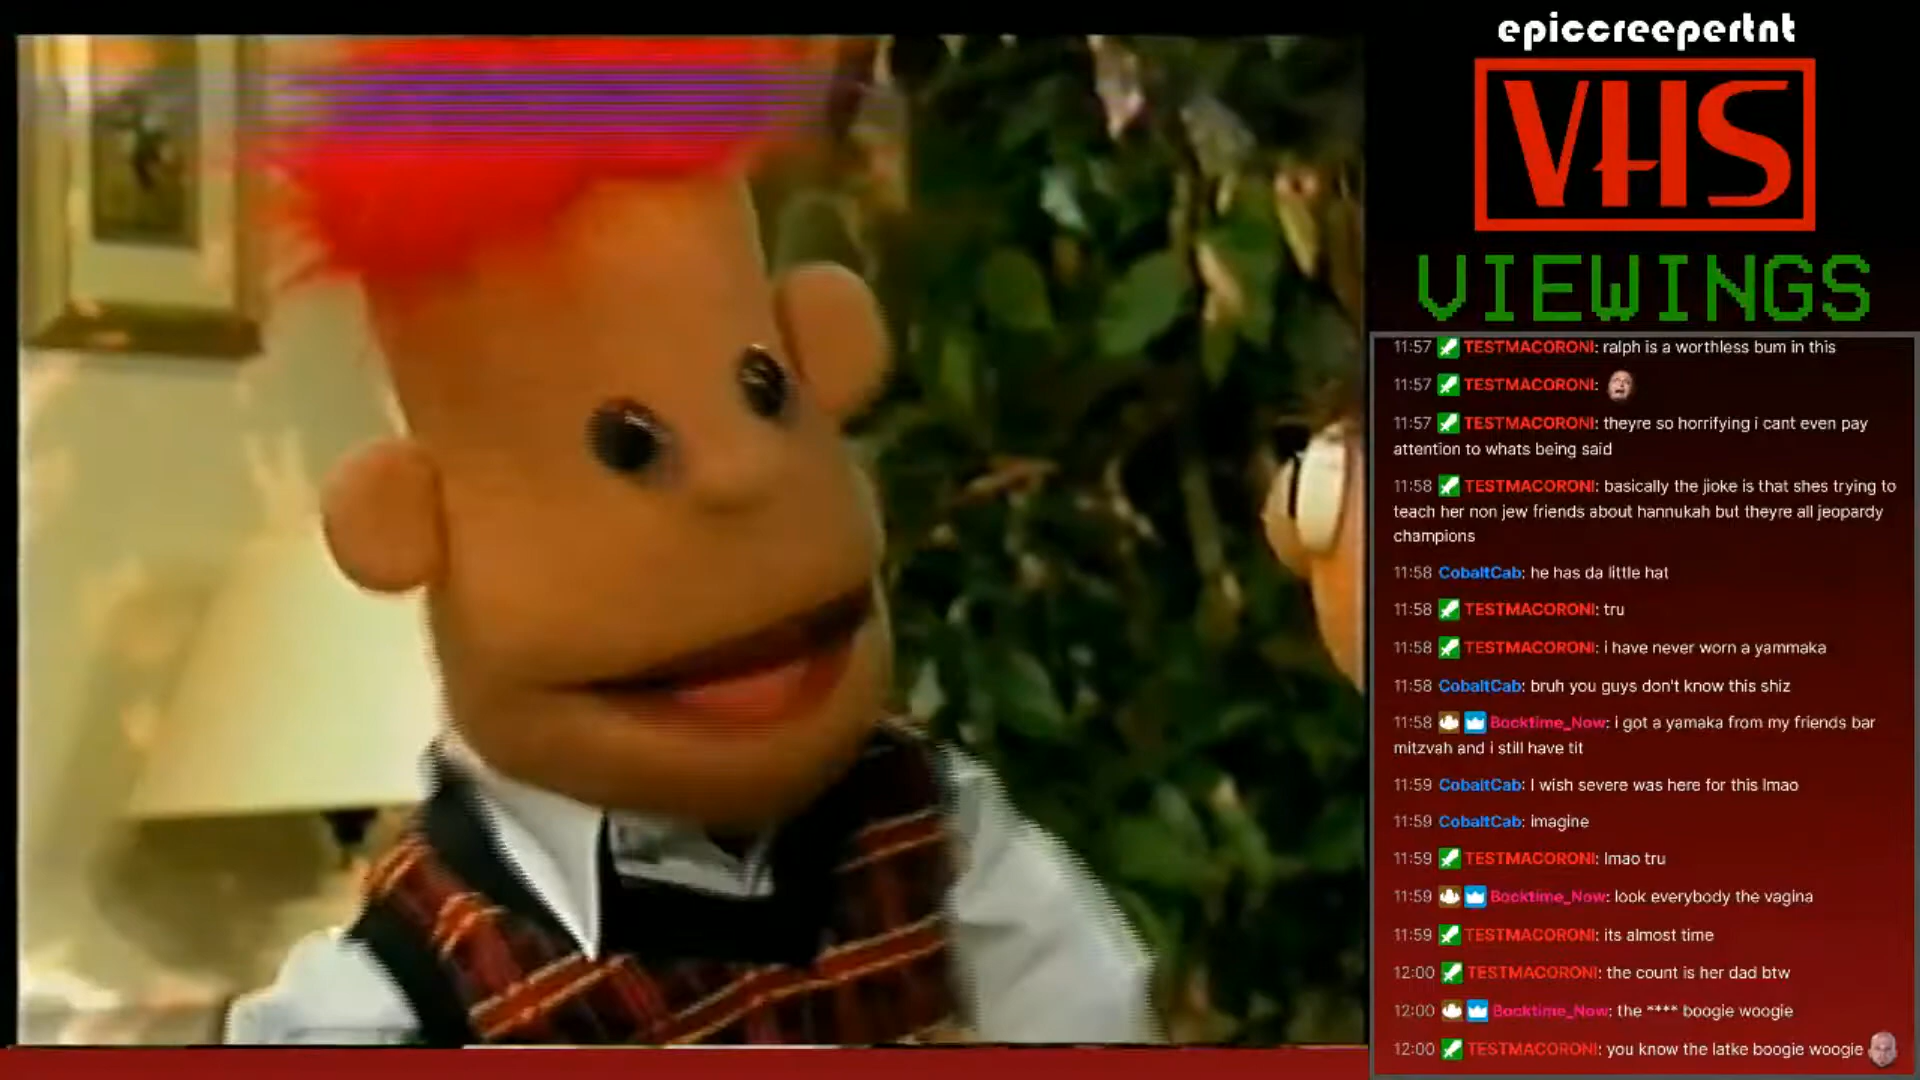 epiccreepertnt
VHS
VIEWINGS
11:57 TESTMACORONI: ralph is a worthless bum in this
11:57 TESTMACORONI:
11:57 TESTMACORONI: theyre so horrifying i cant even pay
attention to whats being said
11:58 TESTMACORONI: basically the jioke is that shes trying to
teach her non jew friends about hannukah but theyre all jeopardy
champions
11:58 CobaltCab: he has da little hat
11:58 TESTMACORONI: tru
11:58 TESTMACORONI: i have never worn a yammaka
11:58 CobaltCab: bruh you guys don't know this shiz
11:58 Bocktime_Now: i got a yamaka from my friends bar
mitzvah and i still have tit
11:59 CobaltCab: I wish severe was here for this lmao
11:59 CobaltCab: imagine
11:59 TESTMACORONI: lmao tru
11:59 Bocktime_Now: look everybody the vagina
11:59 TESTMACORONI: its almost time
12:00 TESTMACORONI: the count is her dad btw
12:00 Bocktime_Now: the **** boogie woogie
12:00 TESTMACORONI: you know the latke boogie woogie